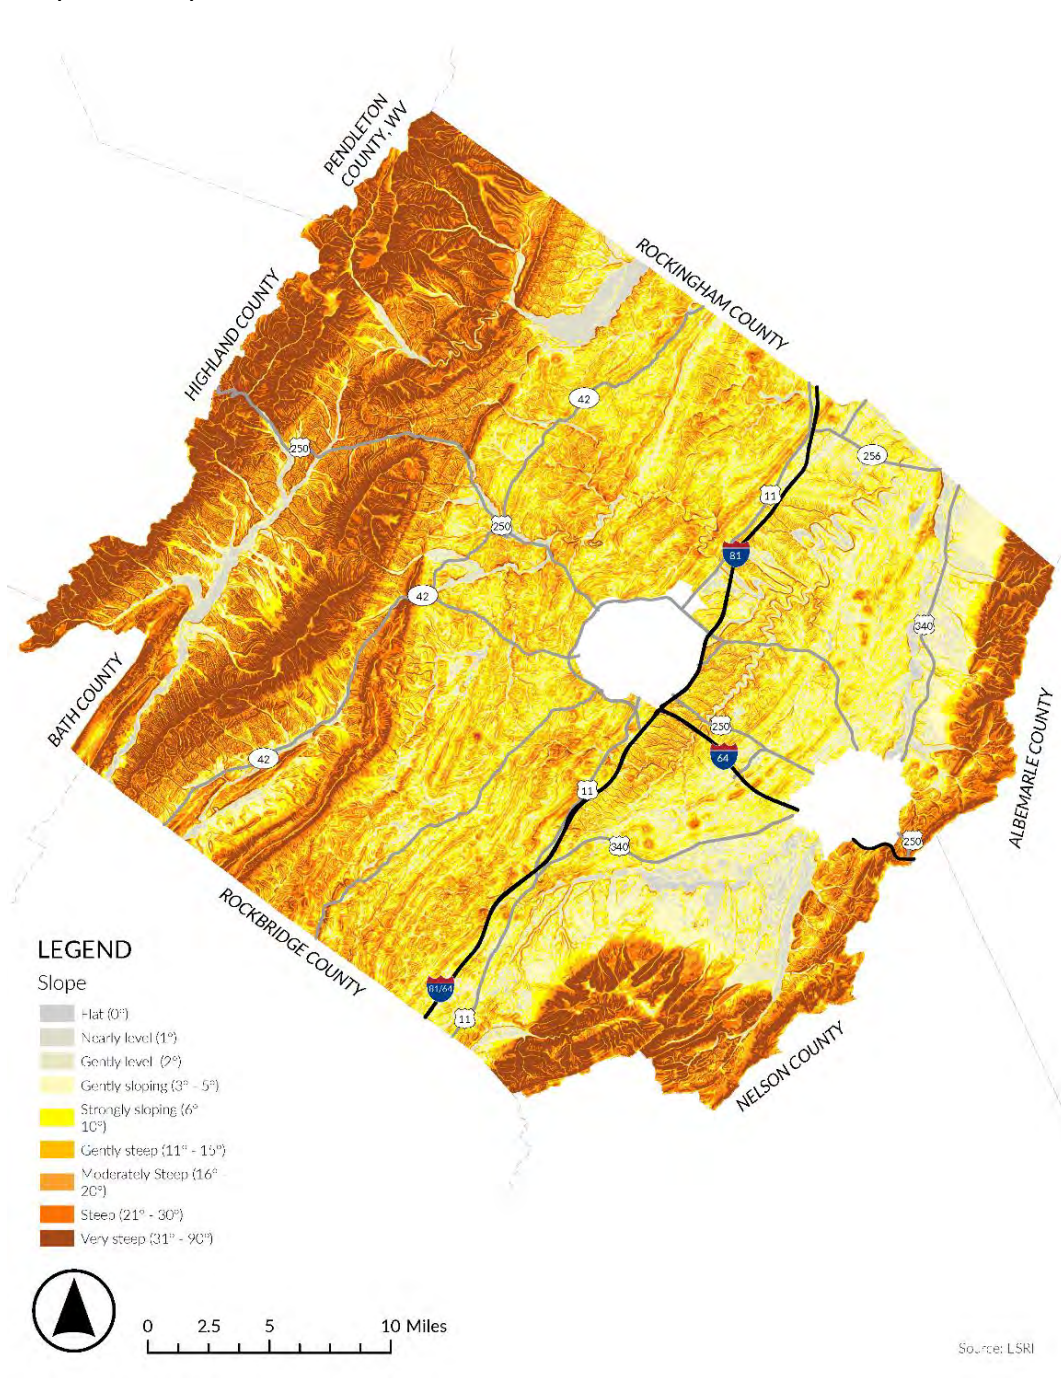 PENDLETON
COUNTY, WV
ROCKINGHAM COUNTY
HIGHLAND COUNTY
42
250
256
11
250
81
42
340
BATH COUNTY
250
64
42
11
ALBEMARLE COUNTY
340
250
ROCKBRIDGE COUNTY
81/64
11
NELSON COUNTY
LEGEND
Slope
Flat (0°)
Nearly level (1°)
Gently level (2°)
Gently sloping (3° - 5°)
Strongly sloping (6°
10°)
Gently steep (11° - 15°)
Moderately Steep (16° -
20°)
Steep (21° - 30°)
Very steep (31° - 90°)
0 2.5 5 10 Miles
Source: ESRI